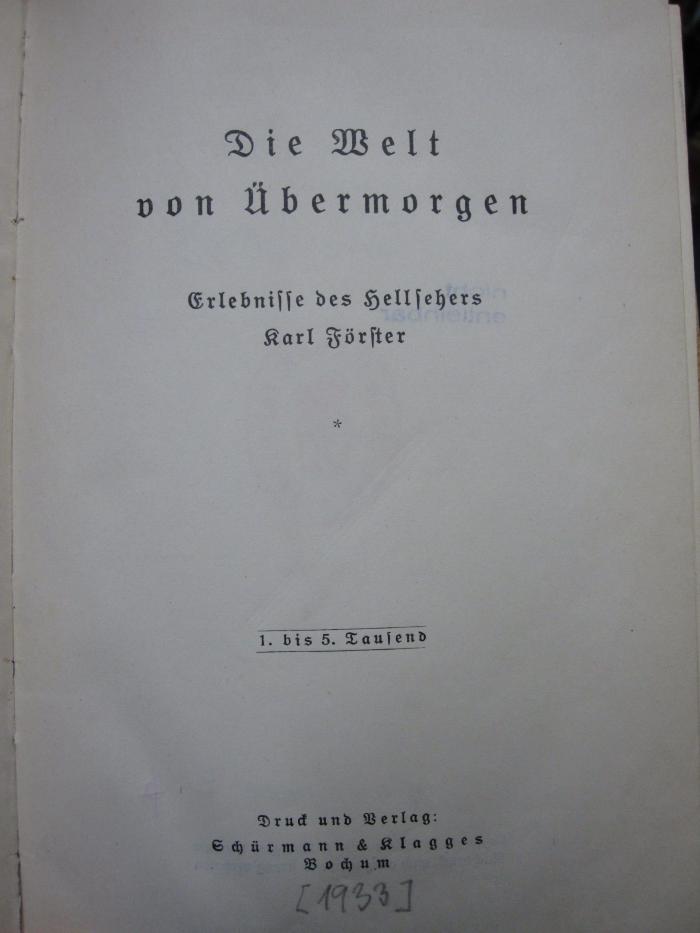 Die Welt
von Übermorgen
Erlebniſſe des Hellſehers
Karl Förſter
*
1. bis 5. Tauſend
Druck und Verlag:
Schürmann & Klagges
Bochum
[1933]